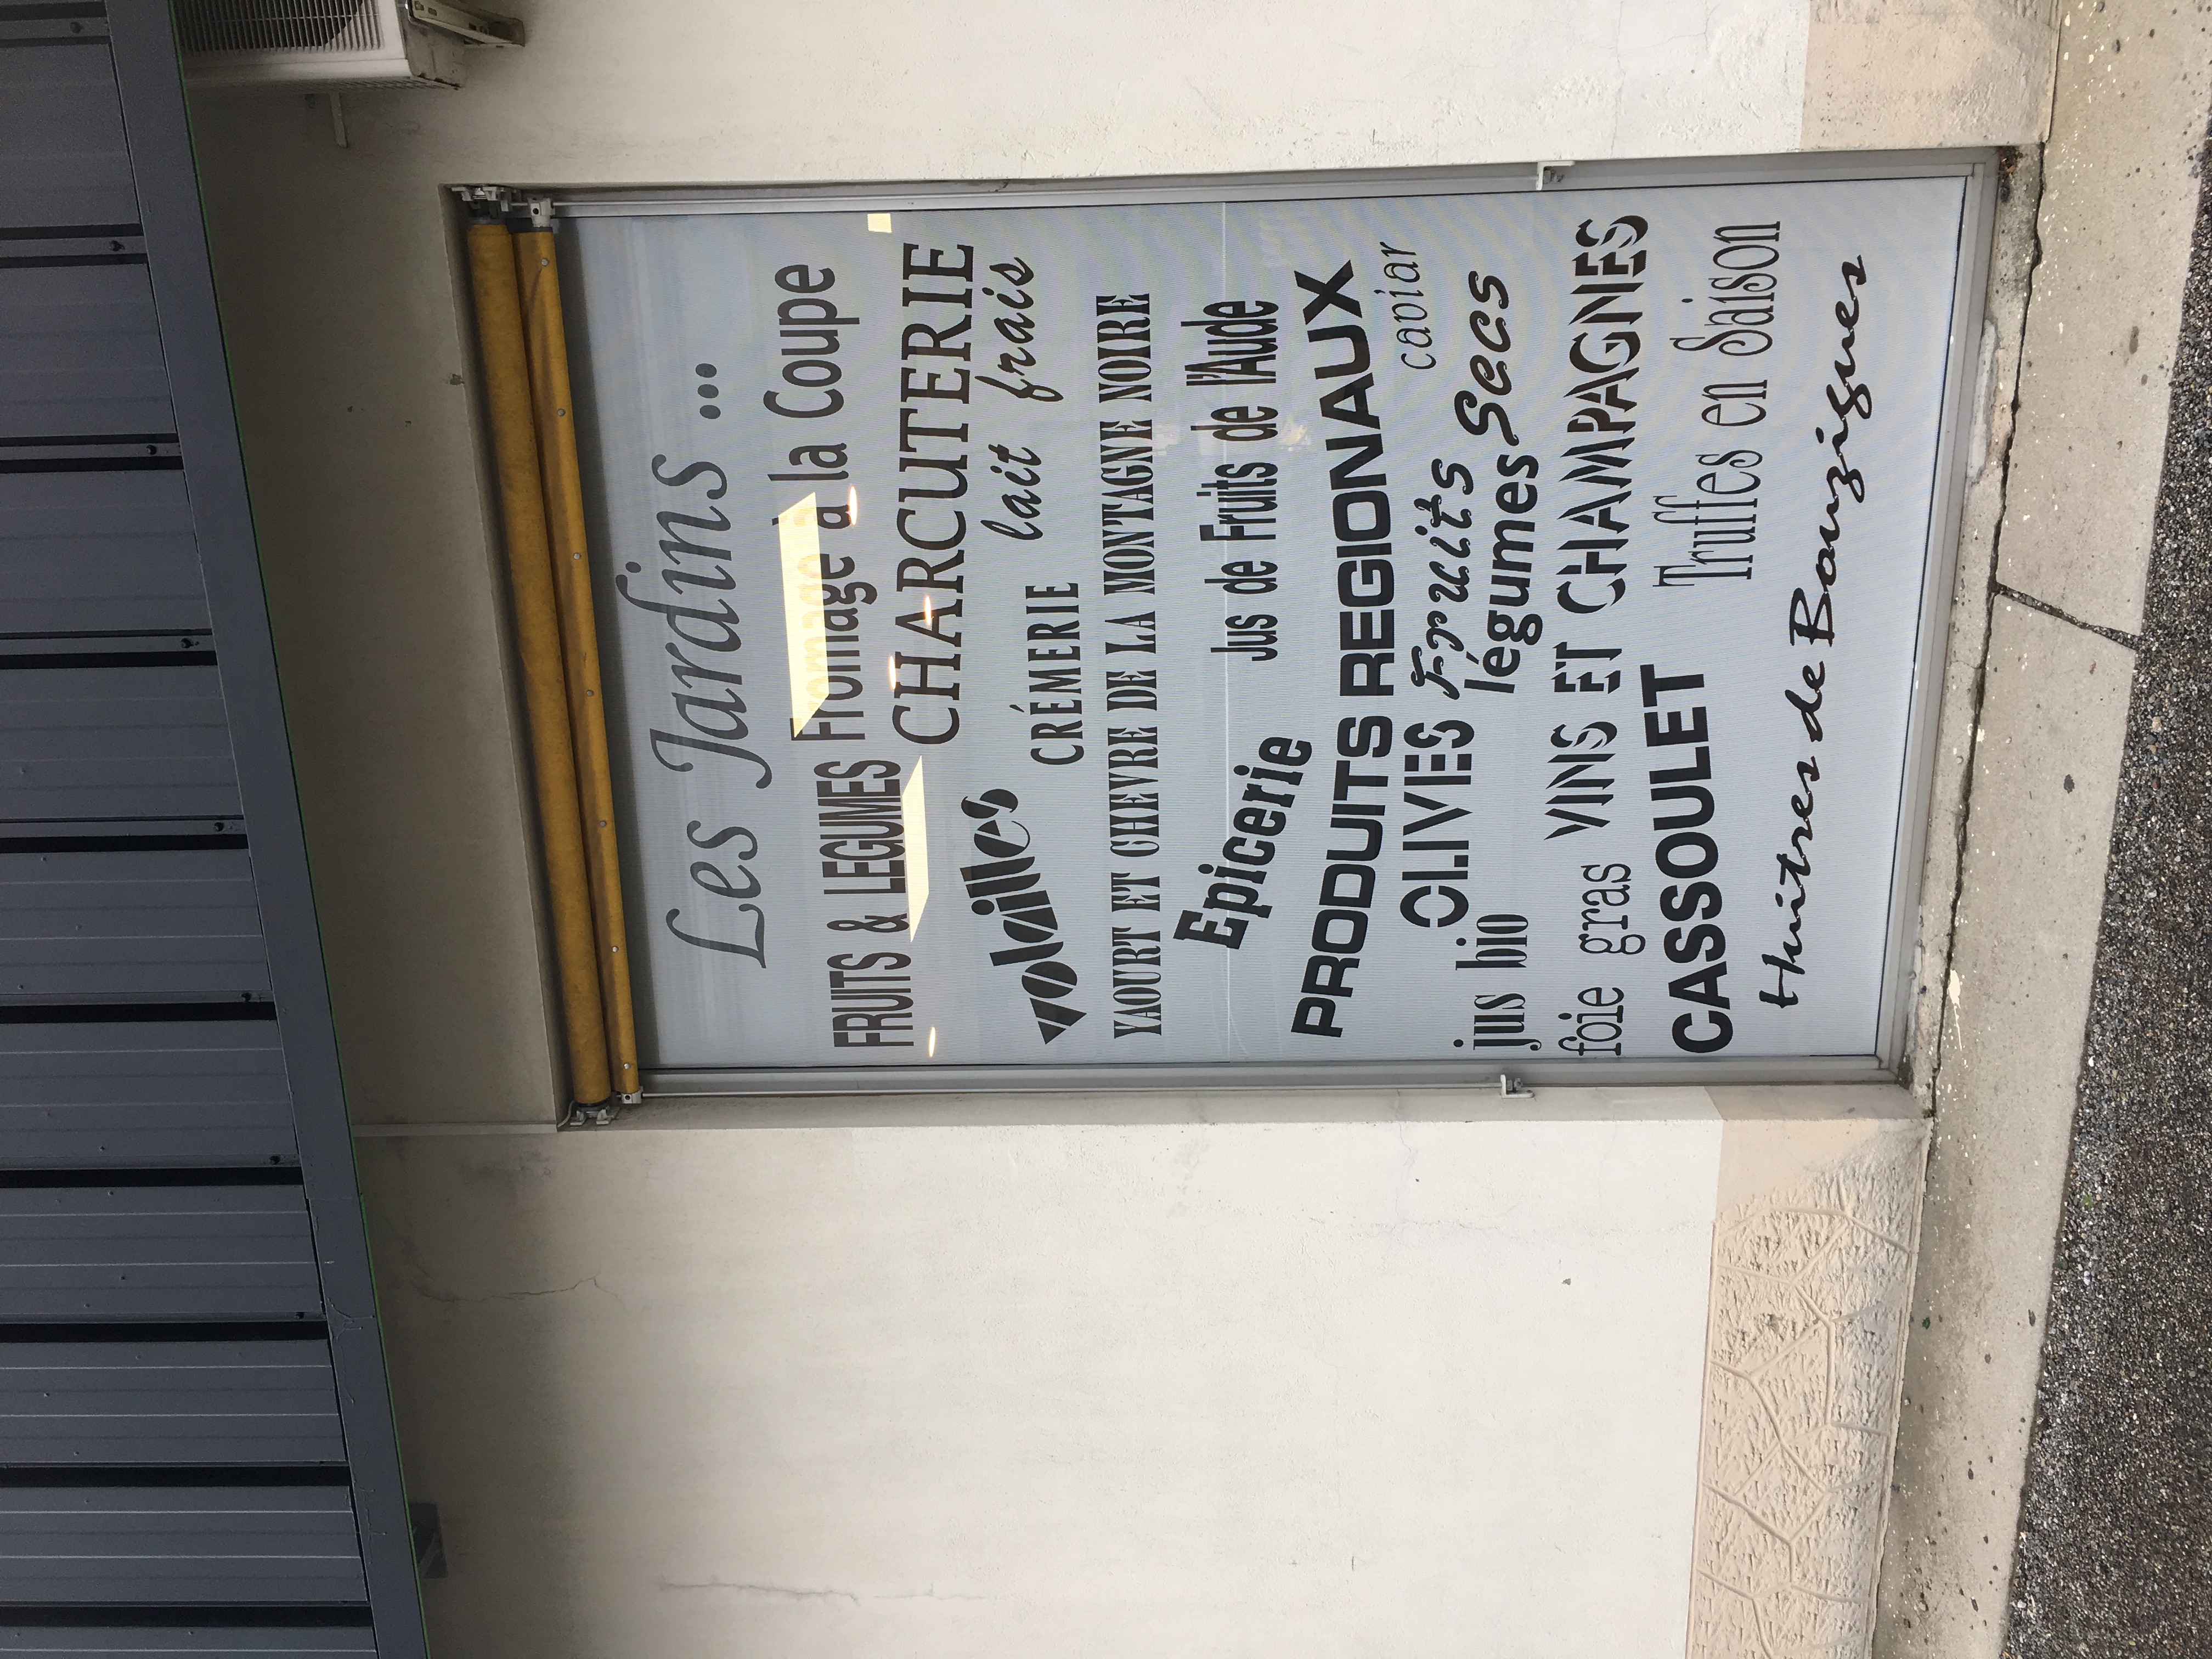 Les Jardins ...
FRUITS & LEGUMES Fromage à la Coupe
CHARCUTERIE
volailles
lait frais
CRÉMERIE
YAOURT ET CHEVRE DE LA MONTAGNE NOIRE
Epicerie
Jus de Fruits de l'Aude
PRODUITS REGIONAUX
caviar
OLIVES Fruits Secs
jus bio
légumes
foie gras VINS ET CHAMPAGNES
CASSOULET
Truffes en Saison
Huitres de Bouzigues